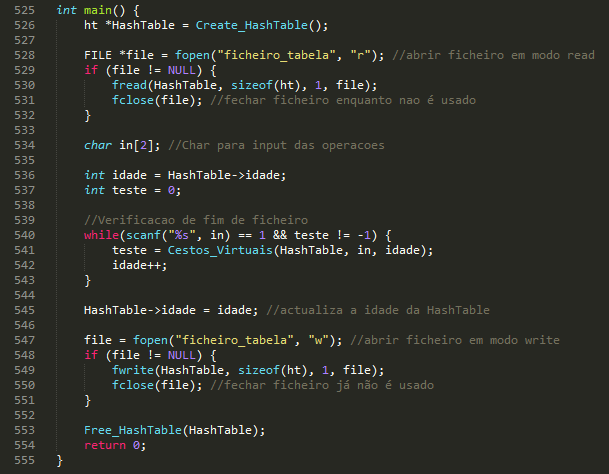 525 int main() {
526 ht *HashTable = Create_HashTable();
527
528 FILE *file = fopen("ficheiro_tabela", "r"); //abrir ficheiro em modo read
529 if (file != NULL) {
530 fread(HashTable, sizeof(ht), 1, file);
531 fclose(file); //fechar ficheiro enquanto nao é usado
532 }
533
534 char in[2]; //Char para input das operacoes
535
536 int idade = HashTable->idade;
537 int teste = 0;
538
539 //Verificacao de fim de ficheiro
540 while(scanf("%s", in) == 1 && teste != -1) {
541 teste = Cestos_Virtuais(HashTable, in, idade);
542 idade++;
543 }
544
545 HashTable->idade = idade; //actualiza a idade da HashTable
546
547 file = fopen("ficheiro_tabela", "w"); //abrir ficheiro em modo write
548 if (file != NULL) {
549 fwrite(HashTable, sizeof(ht), 1, file);
550 fclose(file); //fechar ficheiro já não é usado
551 }
552
553 Free_HashTable(HashTable);
554 return 0;
555 }